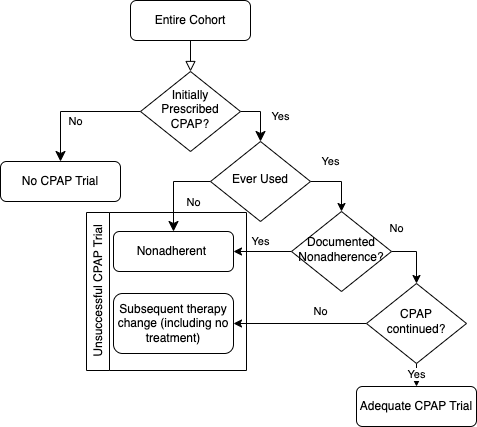 Entire Cohort
Initially
Prescribed
CPAP?
No
Yes
No CPAP Trial
Ever Used
Yes
No
Unsuccessful CPAP Trial
Nonadherent
Yes
Documented
Nonadherence?
No
Subsequent therapy
change (including no
treatment)
No
CPAP
continued?
Yes
Adequate CPAP Trial